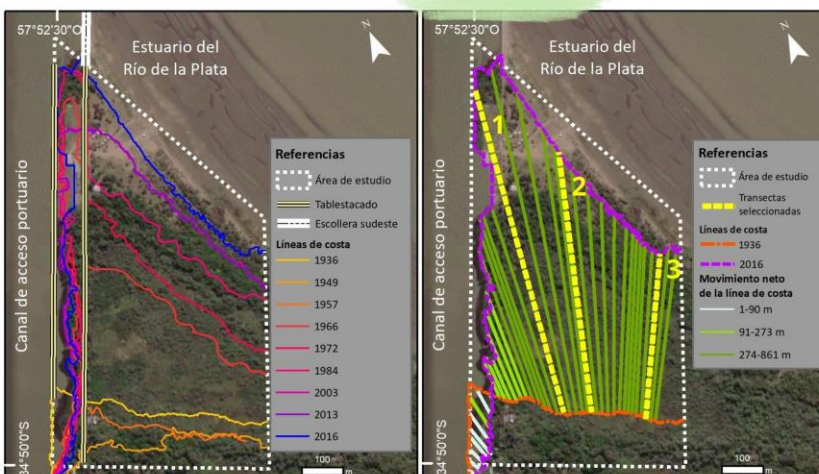 57°52'30"O
Estuario del
Río de la Plata
N
Canal de acceso portuario
34°50'0"S
Referencias
Área de estudio
Tablestacado
Escollera sudeste
Líneas de costa
1936
1949
1957
1966
1972
1984
2003
2013
2016
100
m
57°52'30"O
Estuario del
Río de la Plata
N
1
2
3
Canal de acceso portuario
34°50'0"S
Referencias
Área de estudio
Transectas
seleccionadas
Líneas de costa
1936
2016
Movimiento neto
de la línea de costa
1-90 m
91-273 m
274-861 m
100
m